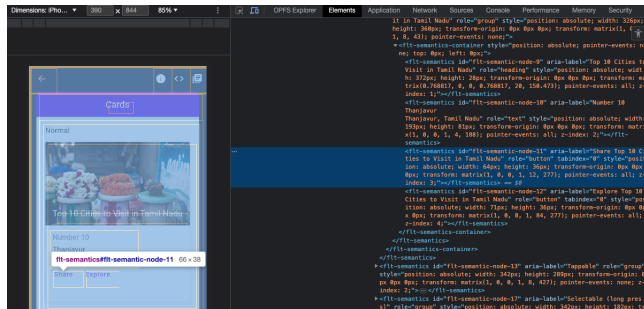 Dimensions: iPho... ▼ 390 x 844 85% ▼
OPFS Explorer Elements Application Network Sources Console Performance Memory Security
Cards
Normal
Top 10 Cities to Visit in Tamil Nadu
Number 10
Thanjavur
flt-semantics#flt-semantic-node-11 66 × 38
Share Explore
it in Tamil Nadu" role="group" style="position: absolute; width: 326px;
height: 360px; transform-origin: 0px 0px 0px; transform: matrix(1, 0,
1, 8, 43); pointer-events: none;">
▼<flt-semantics-container style="position: absolute; pointer-events: n
ne; top: 0px; left: 0px;">
<flt-semantics id="flt-semantic-node-9" aria-label="Top 10 Cities to
Visit in Tamil Nadu" role="heading" style="position: absolute; widt
h: 372px; height: 28px; transform-origin: 0px 0px 0px; transform: ma
trix(0.768817, 0, 0, 0.768817, 20, 150.473); pointer-events: all; z-
index: 1;"></flt-semantics>
<flt-semantics id="flt-semantic-node-10" aria-label="Number 10
Thanjavur
Thanjavur, Tamil Nadu" role="text" style="position: absolute; width:
193px; height: 81px; transform-origin: 0px 0px 0px; transform: matri
x(1, 0, 0, 1, 4, 188); pointer-events: all; z-index: 2;"></flt-
semantics>
<flt-semantics id="flt-semantic-node-11" aria-label="Share Top 10 C
ities to Visit in Tamil Nadu" role="button" tabindex="0" style="posit
ion: absolute; width: 64px; height: 36px; transform-origin: 0px 0px
0px; transform: matrix(1, 0, 0, 1, 12, 277); pointer-events: all; z-
index: 3;"></flt-semantics> == $0
<flt-semantics id="flt-semantic-node-12" aria-label="Explore Top 10
Cities to Visit in Tamil Nadu" role="button" tabindex="0" style="pos
ition: absolute; width: 71px; height: 36px; transform-origin: 0px 0p
x 0px; transform: matrix(1, 0, 0, 1, 84, 277); pointer-events: all;
z-index: 4;"></flt-semantics>
</flt-semantics-container>
</flt-semantics>
</flt-semantics-container>
</flt-semantics>
▶<flt-semantics id="flt-semantic-node-13" aria-label="Tappable" role="group"
style="position: absolute; width: 342px; height: 209px; transform-origin: 0
px 0px 0px; transform: matrix(1, 0, 0, 1, 8, 427); pointer-events: none; z-
index: 2;">…</flt-semantics>
▶<flt-semantics id="flt-semantic-node-17" aria-label="Selectable (long pres
s)" role="group" style="position: absolute; width: 342px; height: 182px; tr